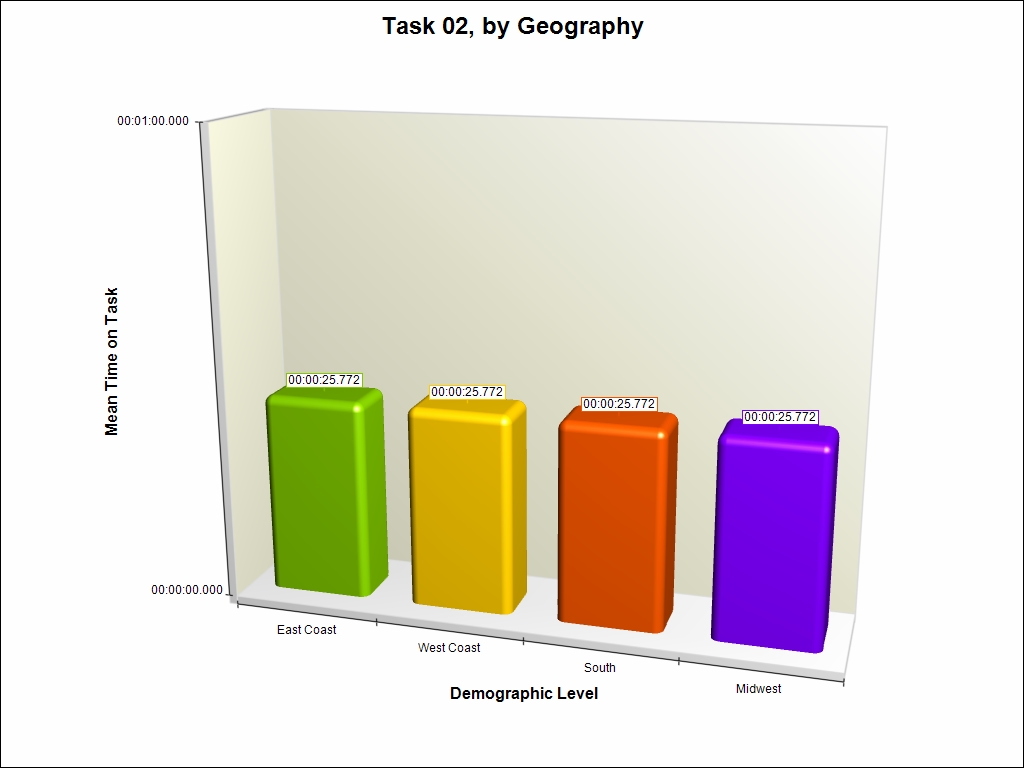 Task 02, by Geography
00:01:00.000
Mean Time on Task
00:00:25.772
00:00:25.772
00:00:25.772
00:00:25.772
00:00:00.000
East Coast
West Coast
South
Midwest
Demographic Level